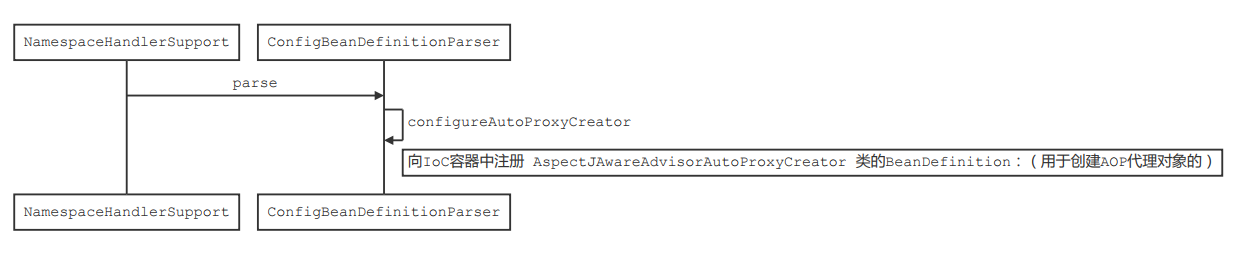 NamespaceHandlerSupport
ConfigBeanDefinitionParser
parse
configureAutoProxyCreator
向IoC容器中注册 AspectJAwareAdvisorAutoProxyCreator 类的BeanDefinition：（用于创建AOP代理对象的）
NamespaceHandlerSupport
ConfigBeanDefinitionParser